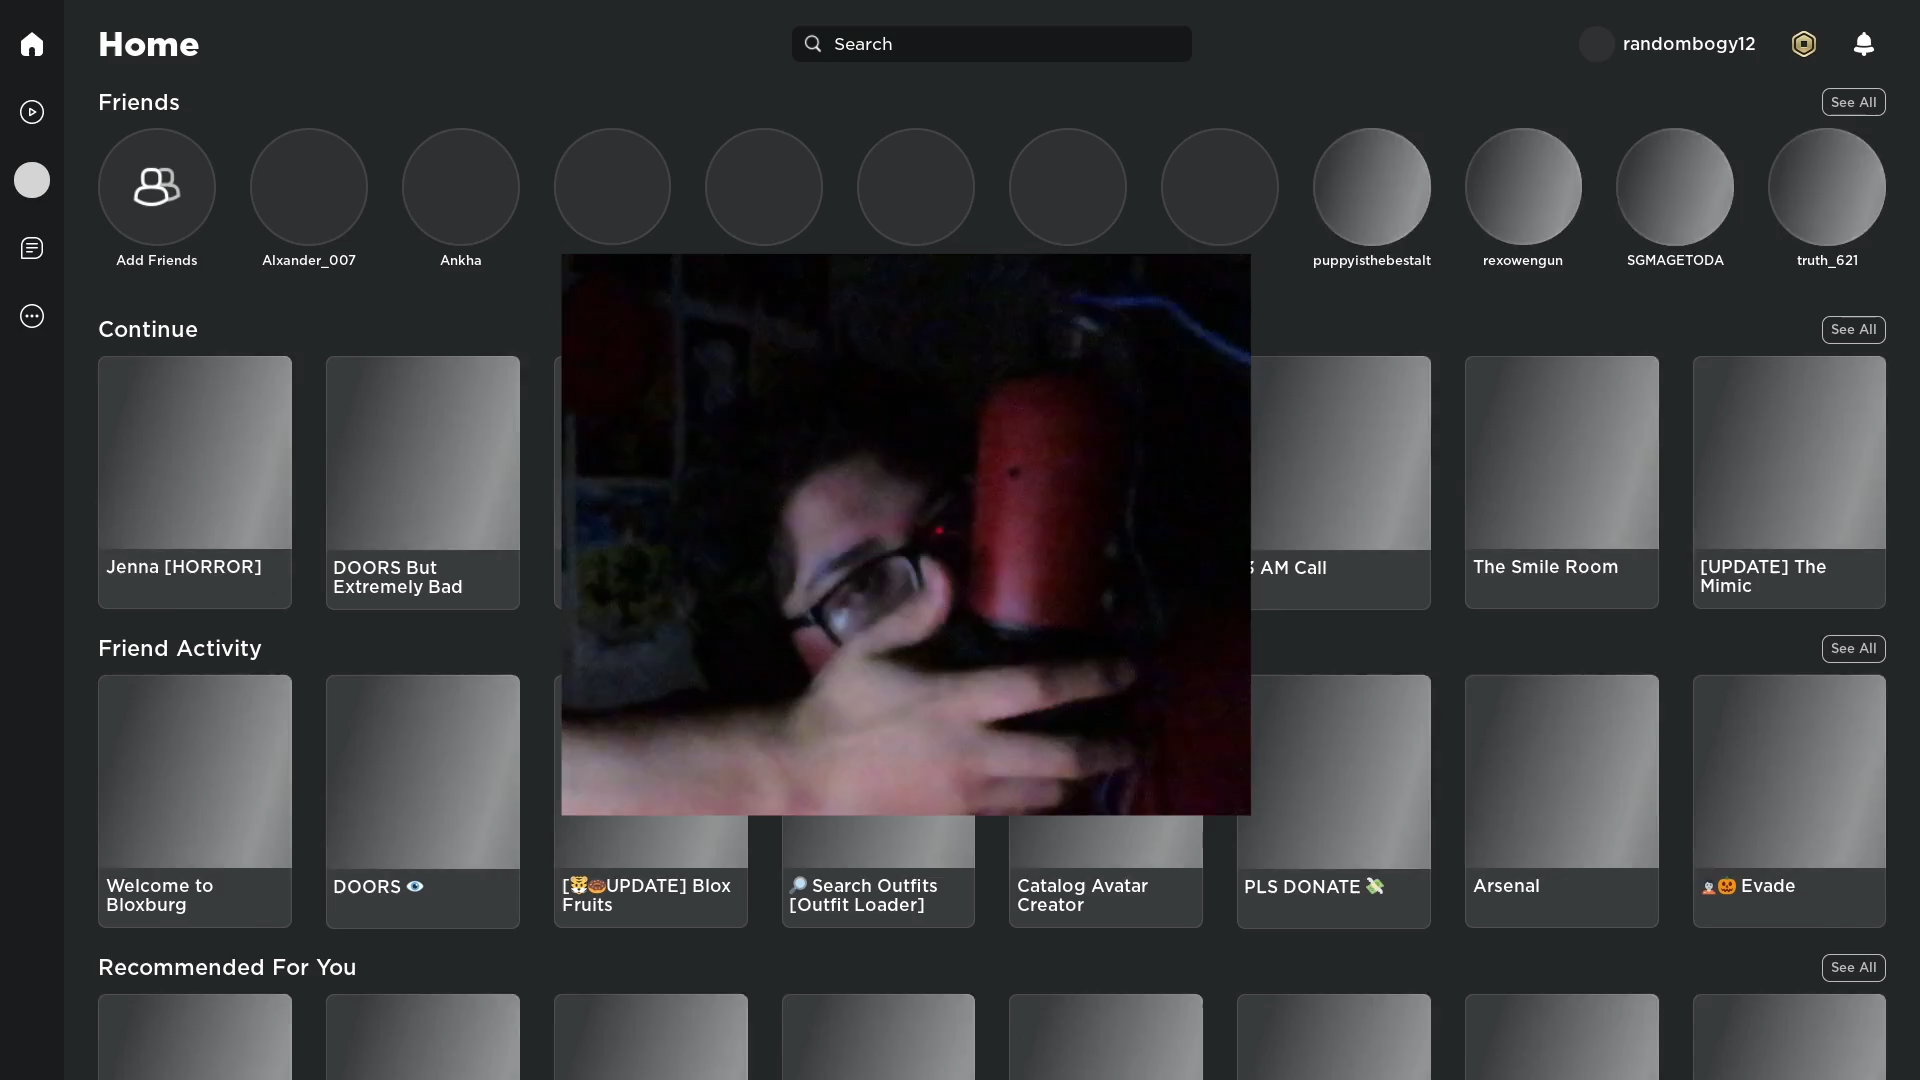 Home
Search
randombogy12
Friends
See All
Add Friends
Alxander_007
Ankha
puppyisthebestalt
rexowengun
SGMAGETODA
truth_621
Continue
See All
Jenna [HORROR]
DOORS But
Extremely Bad
3 AM Call
The Smile Room
[UPDATE] The
Mimic
Friend Activity
See All
Welcome to
Bloxburg
DOORS 👁️
[🐯🍩UPDATE] Blox
Fruits
🔎 Search Outfits
[Outfit Loader]
Catalog Avatar
Creator
PLS DONATE 💸
Arsenal
🧛🏻🎃 Evade
Recommended For You
See All